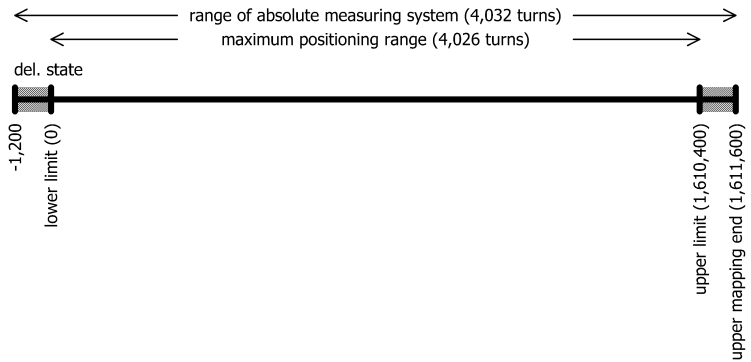 range of absolute measuring system (4,032 turns)
maximum positioning range (4,026 turns)
del. state
-1,200
lower limit (0)
upper limit (1,610,400)
upper mapping end (1,611,600)